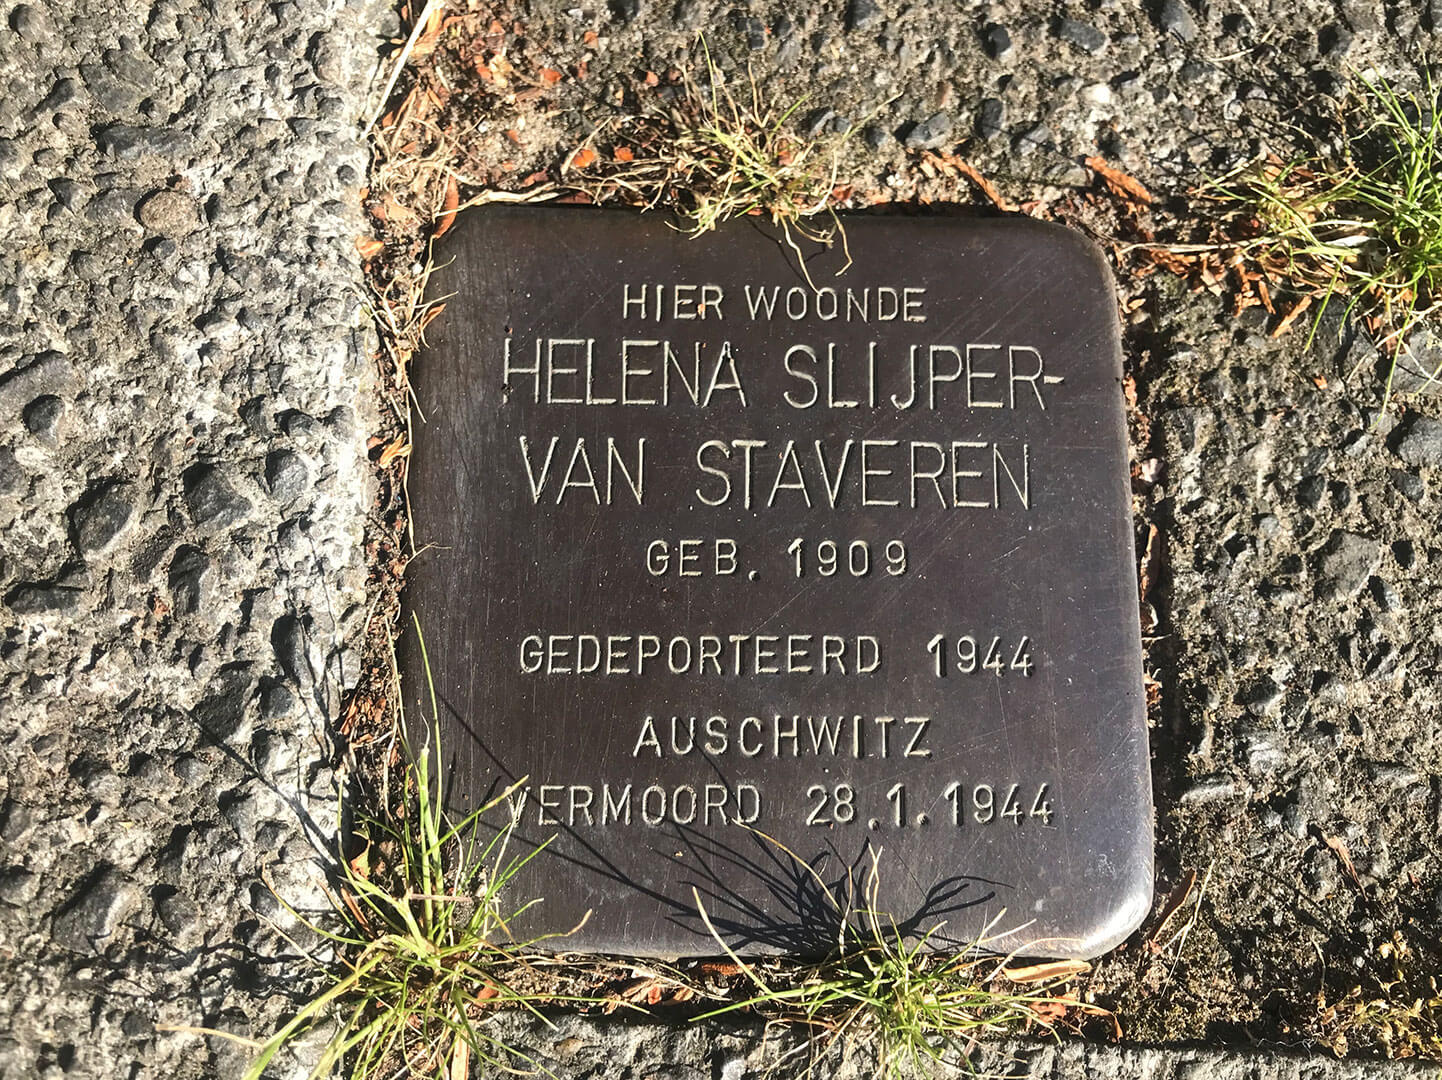 HIER WOONDE
HELENA SLIJPER-
VAN STAVEREN
GEB. 1909
GEDEPORTEERD 1944
AUSCHWITZ
VERMOORD 28.1.1944